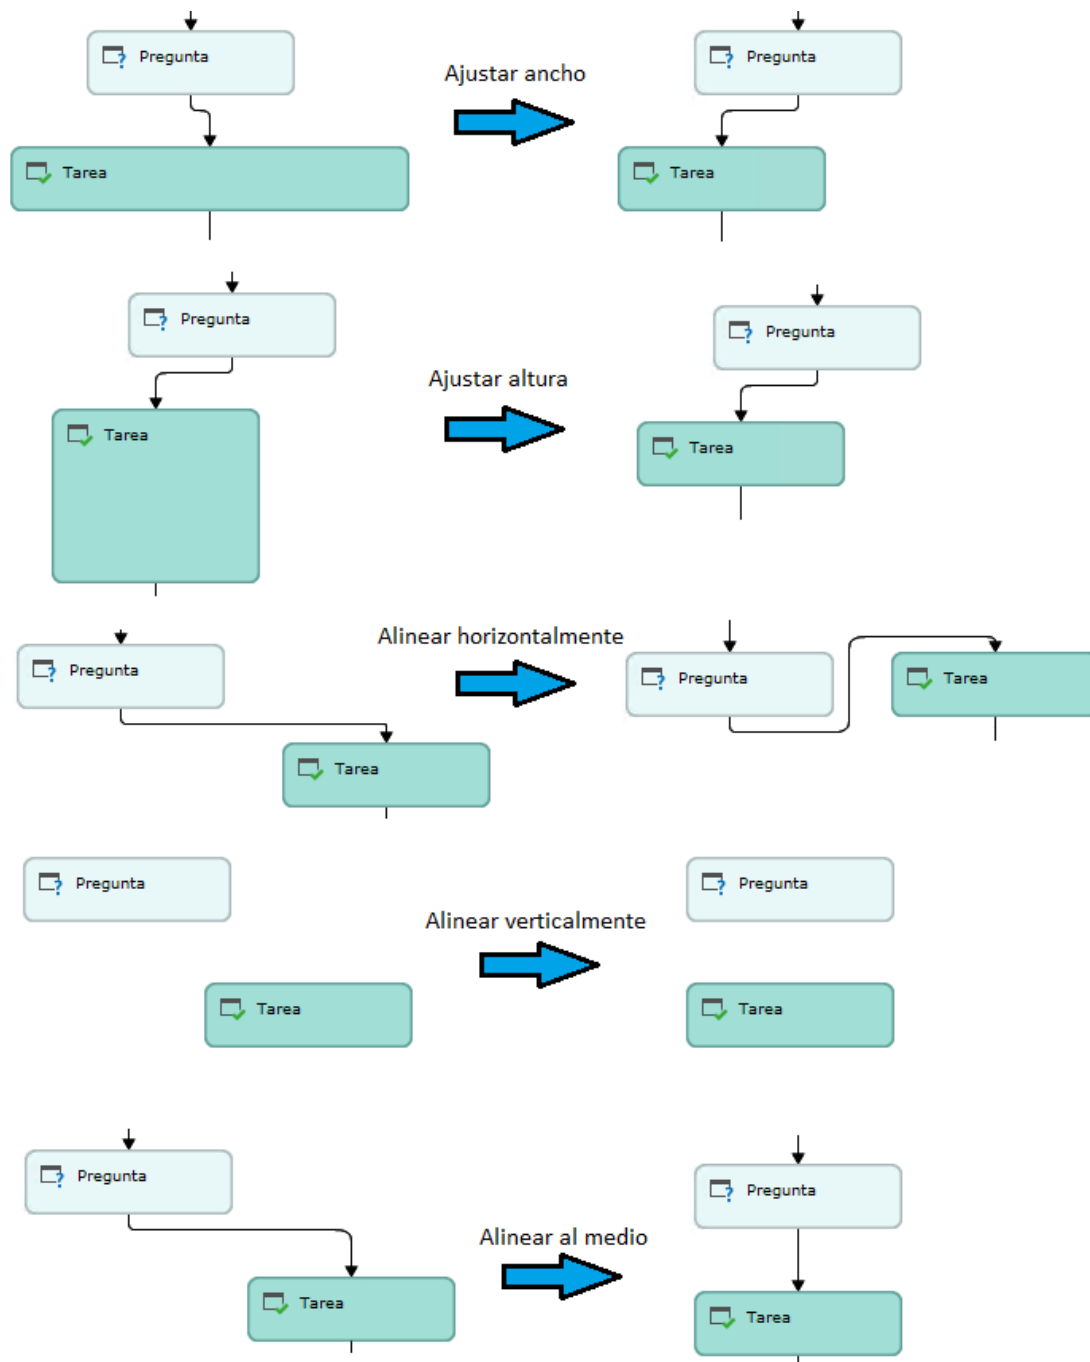 Pregunta
Ajustar ancho
Pregunta
Tarea
Tarea
Pregunta
Pregunta
Ajustar altura
Tarea
Tarea
Alinear horizontalmente
Pregunta
Pregunta
Tarea
Tarea
Pregunta
Pregunta
Alinear verticalmente
Tarea
Tarea
Pregunta
Pregunta
Alinear al medio
Tarea
Tarea